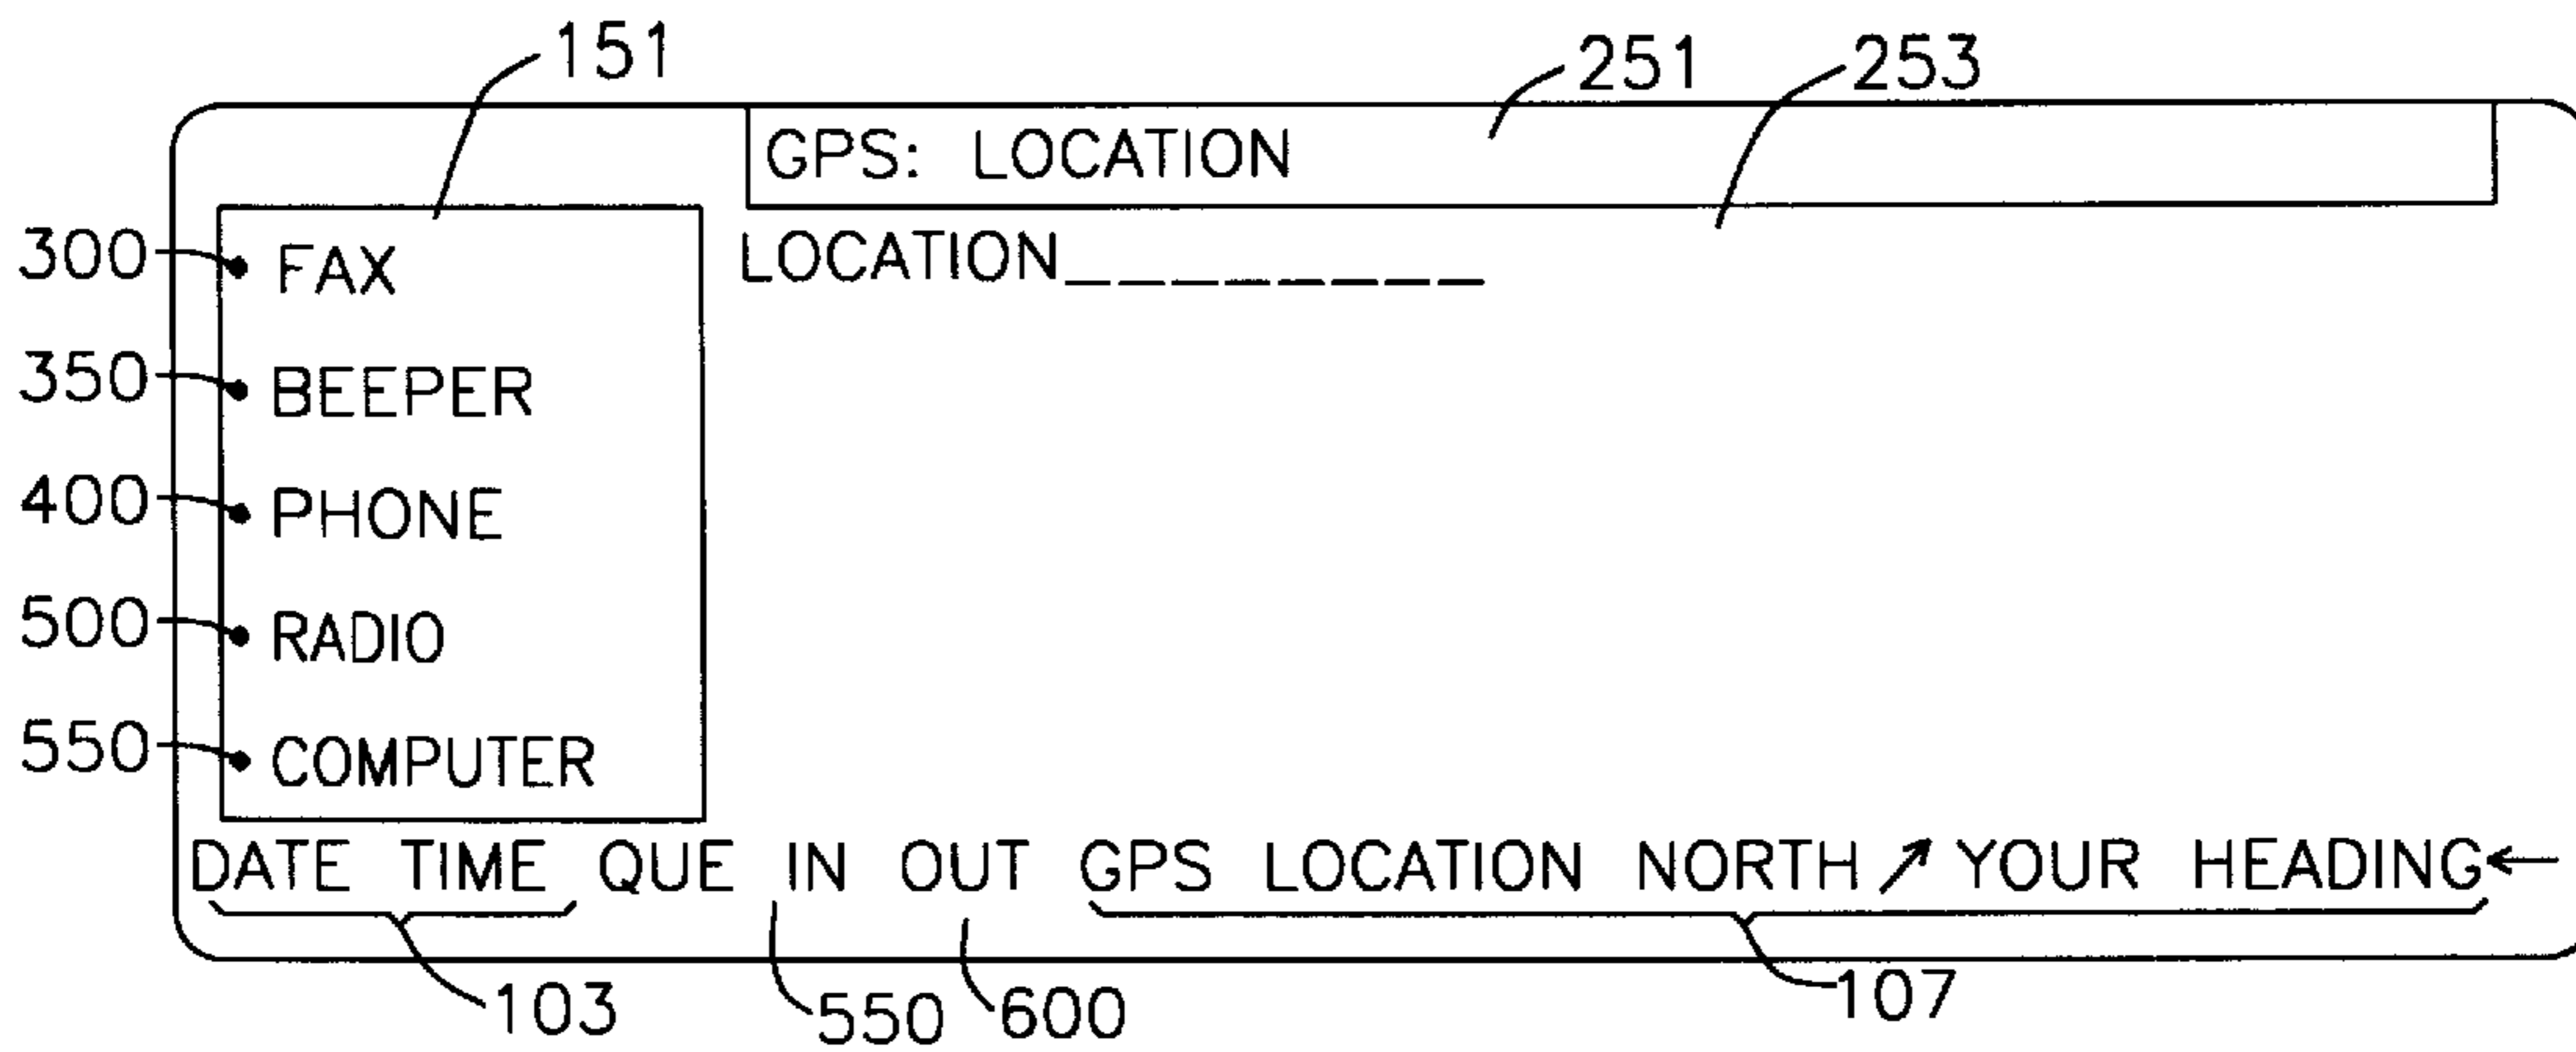 151 251 253
GPS: LOCATION
300 FAX LOCATION_ _ _ _ _ _ _ _
350 BEEPER
400 PHONE
500 RADIO
550 COMPUTER
DATE TIME QUE IN OUT GPS LOCATION NORTH ↗ YOUR HEADING ←
103 550 600 107